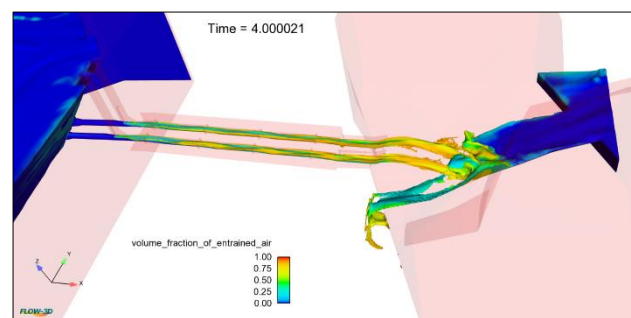 Time = 4.000021
volume_fraction_of_entrained_air
1.00
0.75
0.50
0.25
0.00
Z
Y
X
FLOW-3D